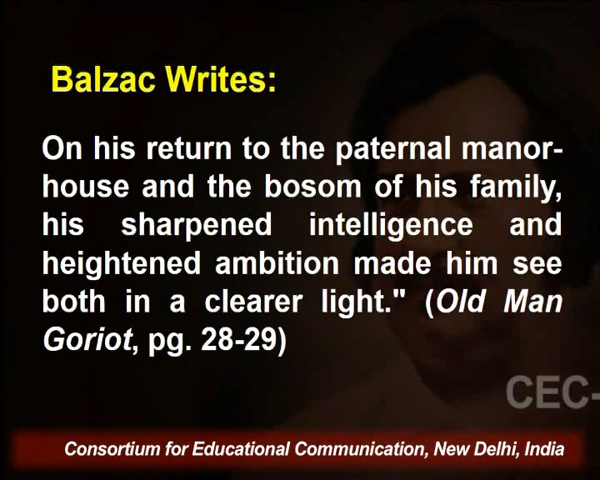 Balzac Writes:
On his return to the paternal manor-
house and the bosom of his family,
his sharpened intelligence and
heightened ambition made him see
both in a clearer light." (Old Man
Goriot, pg. 28-29)
CEC-
Consortium for Educational Communication, New Delhi, India